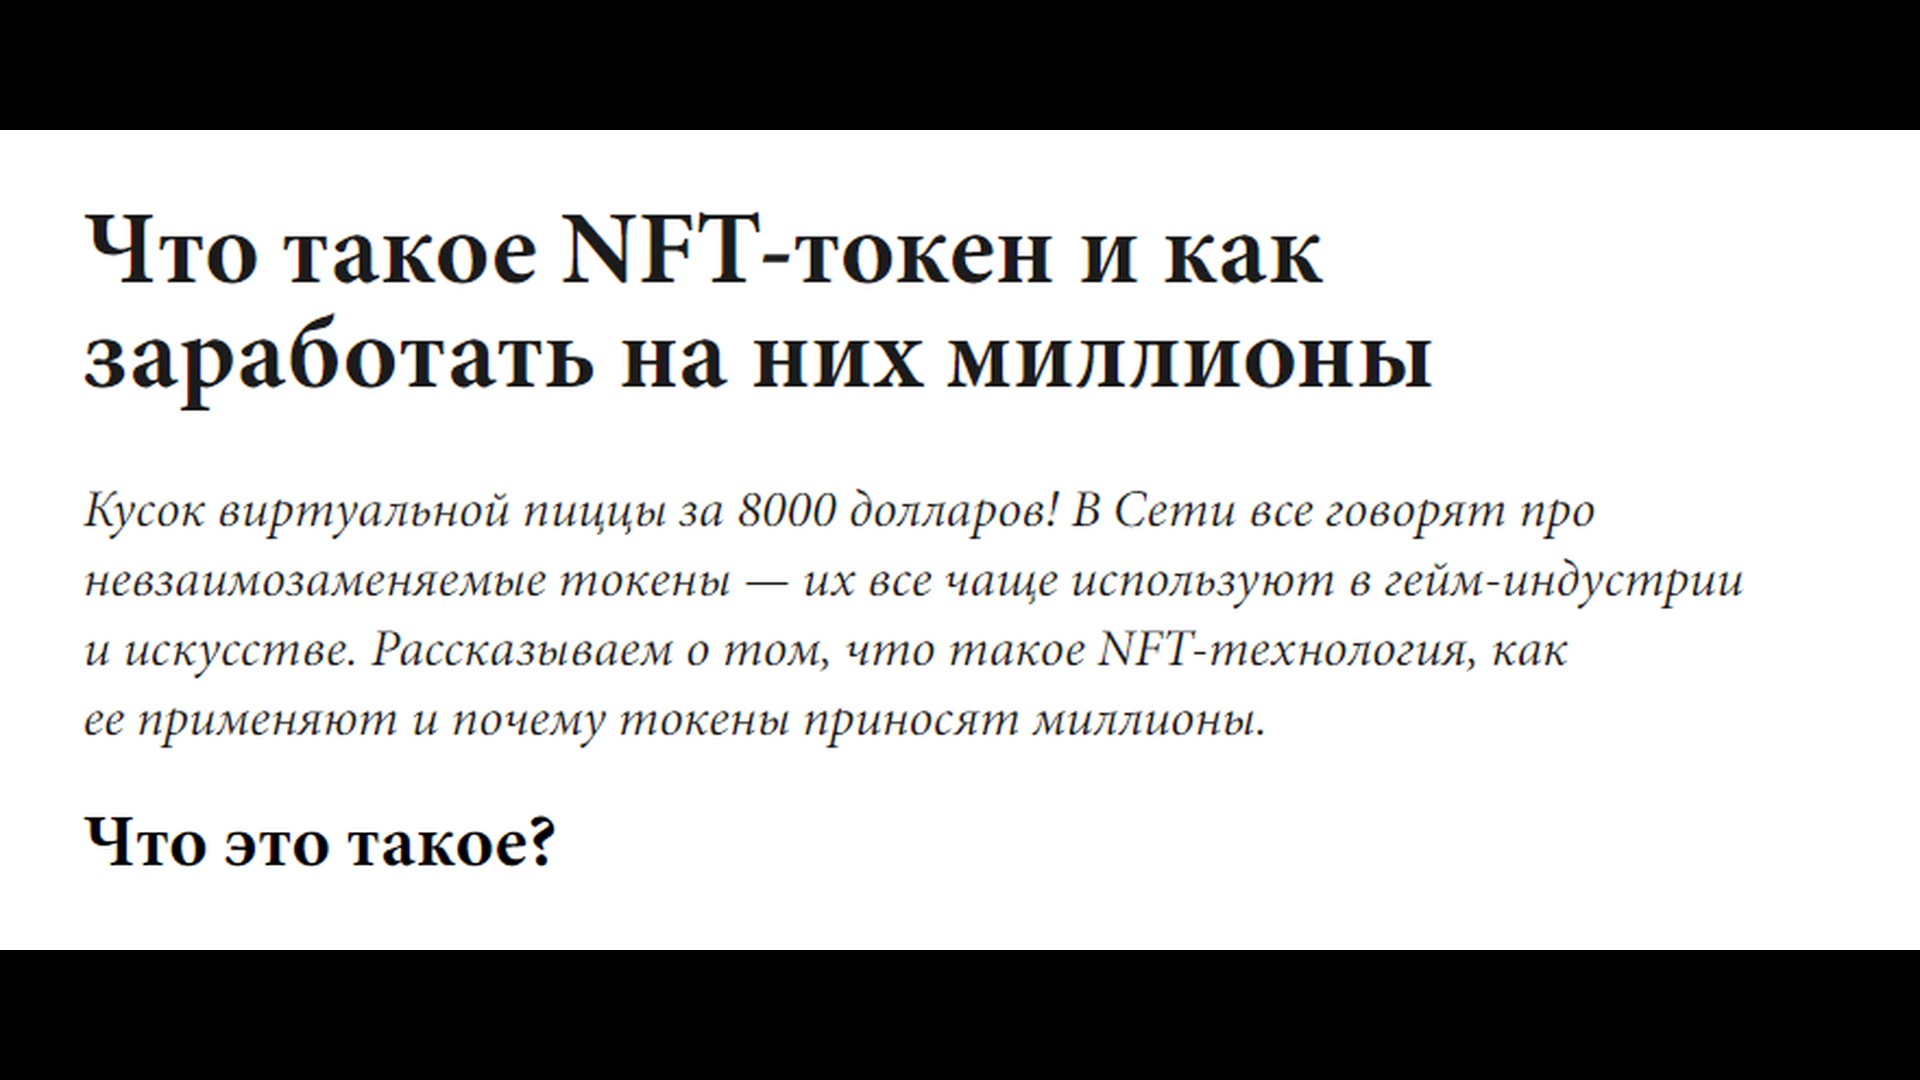 Что такое NFT-токен и как
заработать на них миллионы
Кусок виртуальной пиццы за 8000 долларов! В Сети все говорят про
невзаимозаменяемые токены — их все чаще используют в гейм-индустрии
и искусстве. Рассказываем о том, что такое NFT-технология, как
ее применяют и почему токены приносят миллионы.
Что это такое?